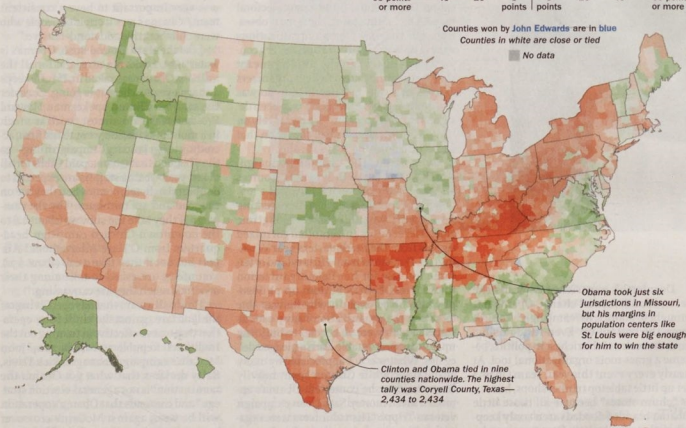 or more
points
points
or more
Counties won by John Edwards are in blue
Counties in white are close or tied
No data
Obama took just six
jurisdictions in Missouri,
but his margins in
population centers like
St. Louis were big enough
for him to win the state
Clinton and Obama tied in nine
counties nationwide. The highest
tally was Coryell County, Texas—
2,434 to 2,434